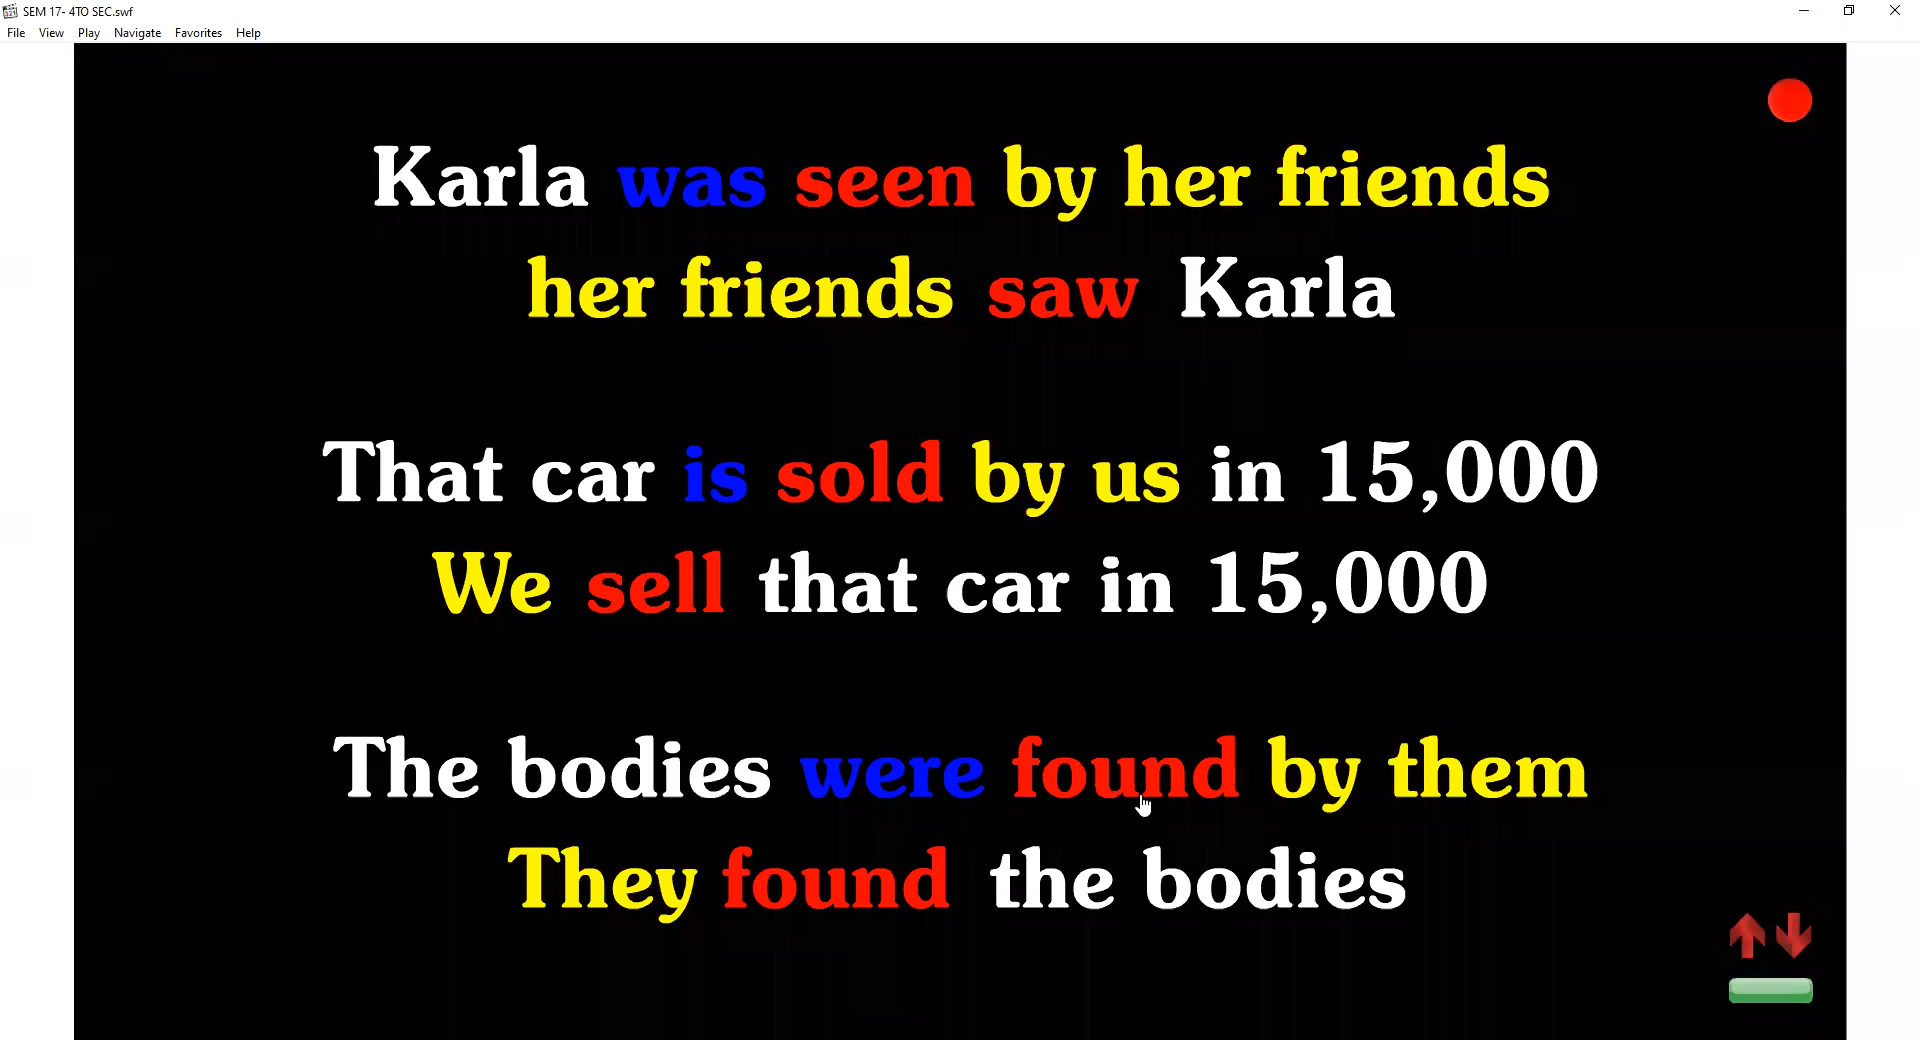 SEM 17- 4TO SEC.swf
File View Play Navigate Favorites Help
Karla was seen by her friends
her friends saw Karla
That car is sold by us in 15,000
We sell that car in 15,000
The bodies were found by them
They found the bodies